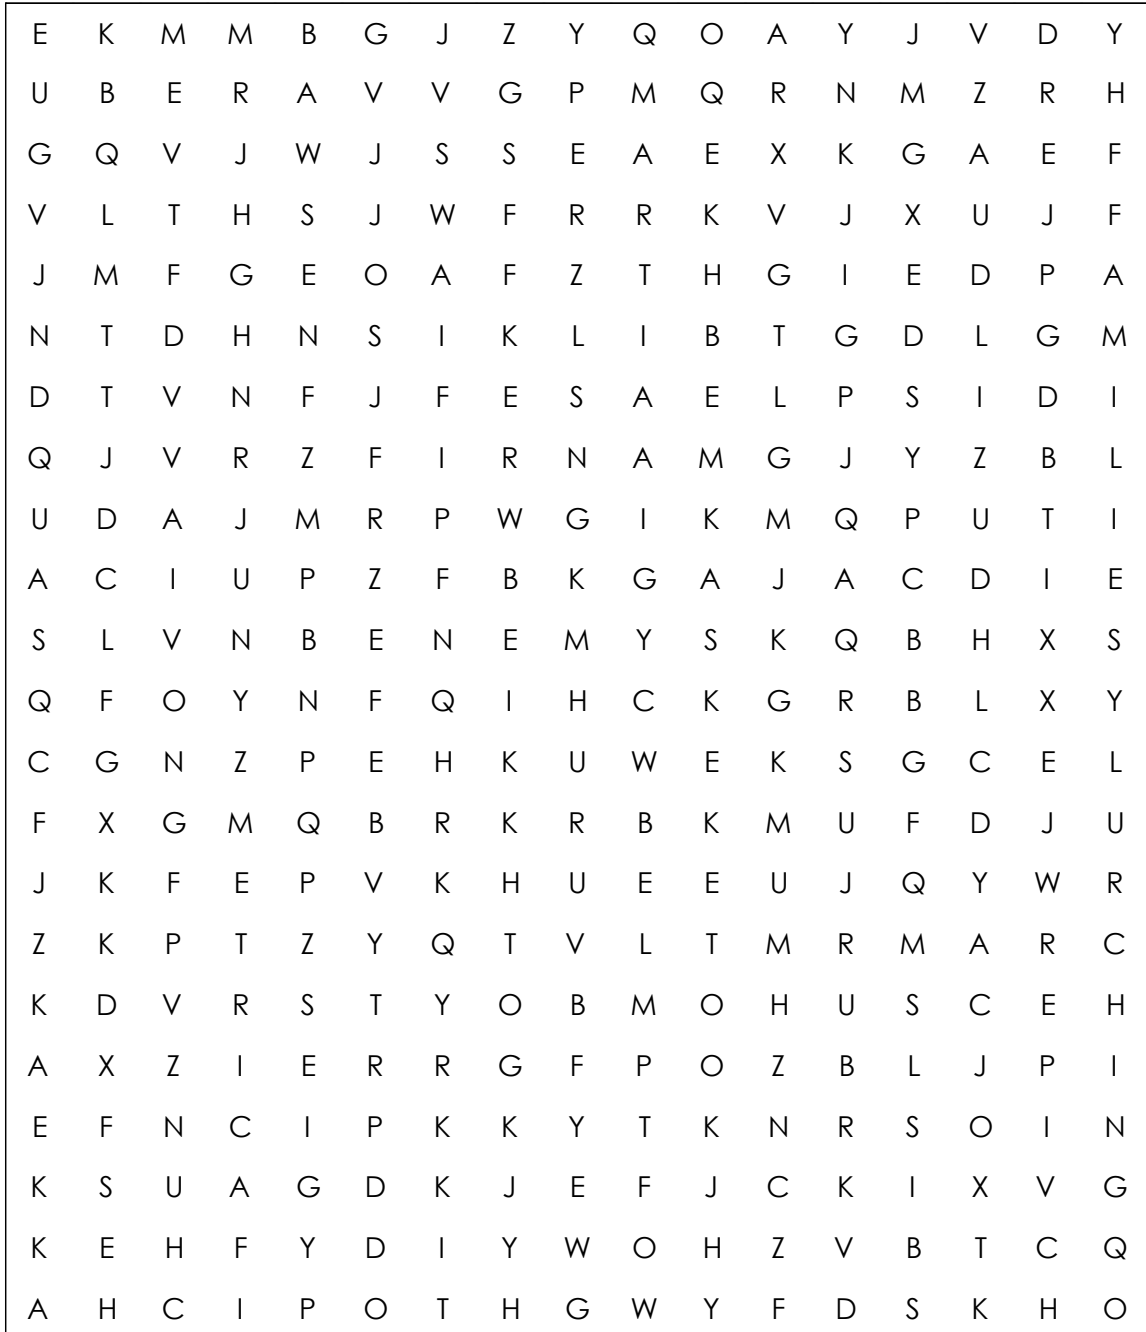 E K M M B G J Z Y Q O A Y J V D Y
U B E R A V V G P M Q R N M Z R H
G Q V J W J S S E A E X K G A E F
V L T H S J W F R R K V J X U J F
J M F G E O A F Z T H G I E D P A
N T D H N S I K L I B T G D L G M
D T V N F J F E S A E L P S I D I
Q J V R Z F I R N A M G J Y Z B L
U D A J M R P W G I K M Q P U T I
A C I U P Z F B K G A J A C D I E
S L V N B E N E M Y S K Q B H X S
Q F O Y N F Q I H C K G R B L X Y
C G N Z P E H K U W E K S G C E L
F X G M Q B R K R B K M U F D J U
J K F E P V K H U E E U J Q Y W R
Z K P T Z Y Q T V L T M R M A R C
K D V R S T Y O B M O H U S C E H
A X Z I E R R G F P O Z B L J P I
E F N C I P K K Y T K N R S O I N
K S U A G D K J E F J C K I X V G
K E H F Y D I Y W O H Z V B T C Q
A H C I P O T H G W Y F D S K H O